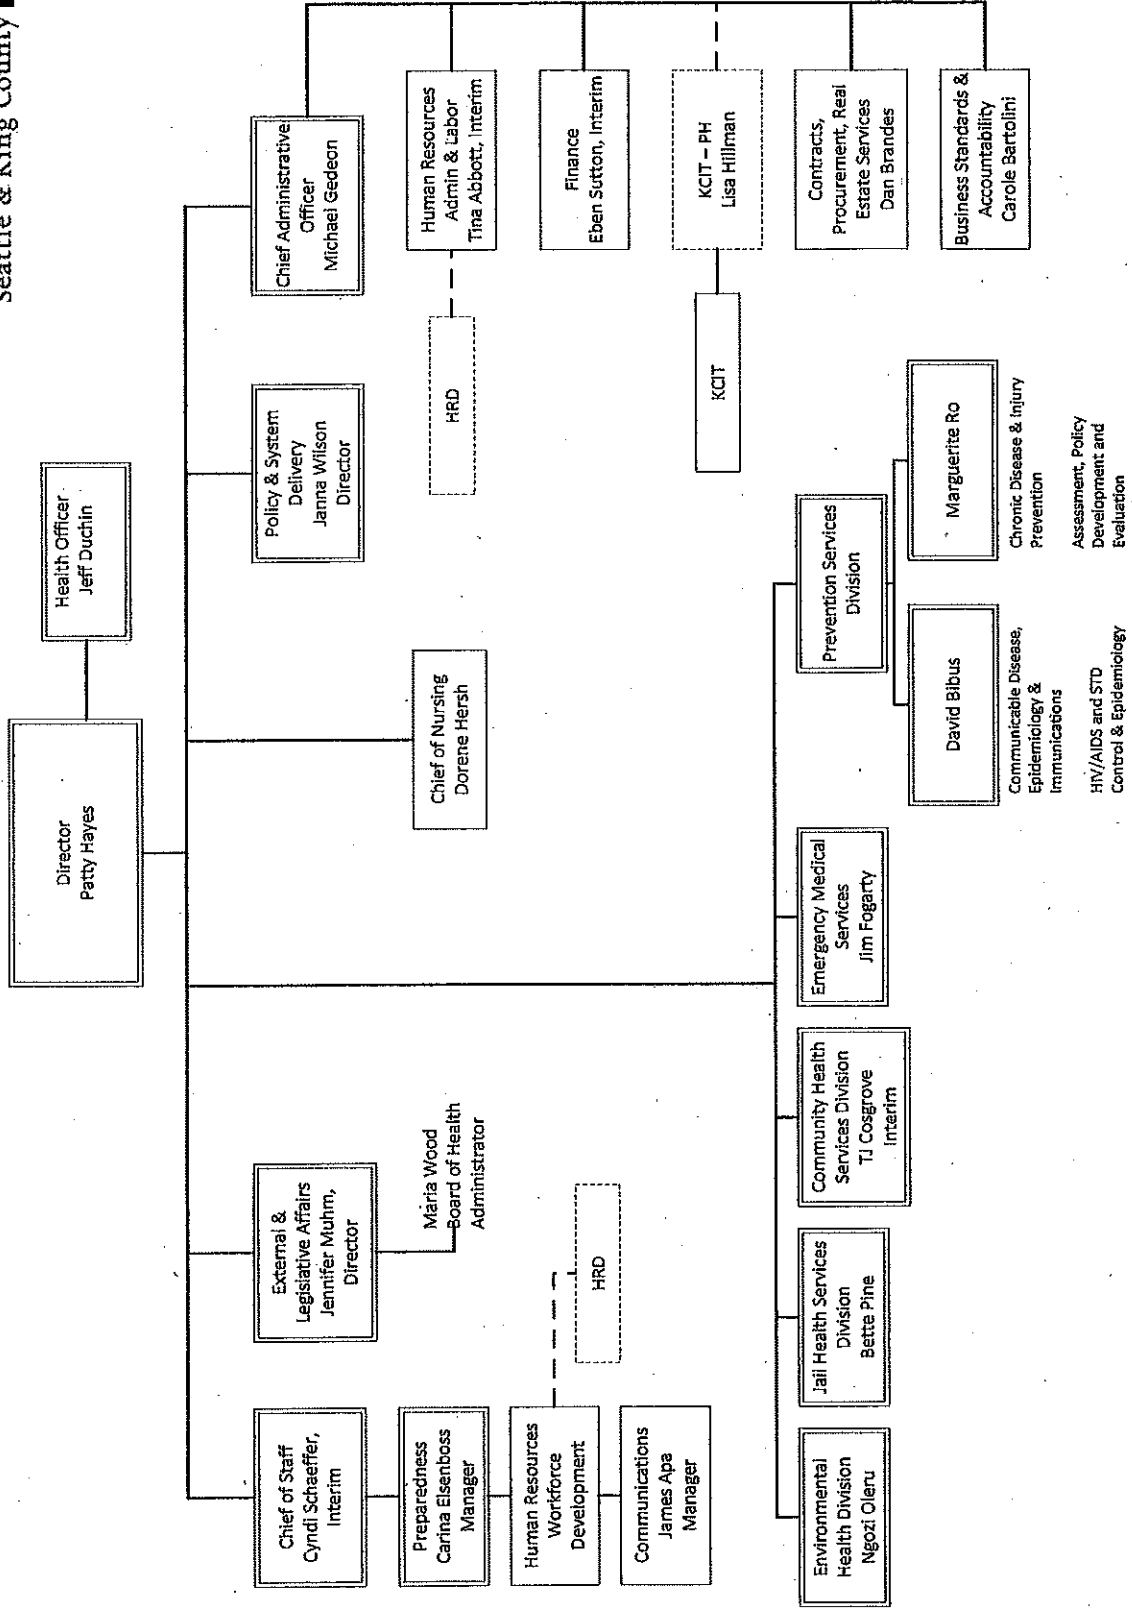 Seattle & King County
Director
Patty Hayes
Health Officer
Jeff Duchin
Chief of Staff
Cyndi Schaeffer,
Interim
External &
Legislative Affairs
Jennifer Muhm,
Director
Policy & System
Delivery
Janna Wilson
Director
Chief Administrative
Officer
Michael Gedeon
Preparedness
Carina Elsenboss
Manager
Maria Wood
Board of Health
Administrator
Chief of Nursing
Dorene Hersh
HRD
Human Resources
Admin & Labor
Tina Abbott, Interim
Human Resources
Workforce
Development
HRD
Finance
Eben Sutton, Interim
Communications
James Apa
Manager
KCIT
KCIT – PH
Lisa Hillman
Environmental
Health Division
Ngozi Oleru
Jail Health Services
Division
Bette Pine
Community Health
Services Division
TJ Cosgrove
Interim
Emergency Medical
Services
Jim Fogarty
Prevention Services
Division
Contracts,
Procurement, Real
Estate Services
Dan Brandes
David Bibus
Marguerite Ro
Business Standards &
Accountability
Carole Bartolini
Communicable Disease,
Epidemiology &
Immunications
HIV/AIDS and STD
Control & Epidemiology
Chronic Disease & Injury
Prevention
Assessment, Policy
Development and
Evaluation